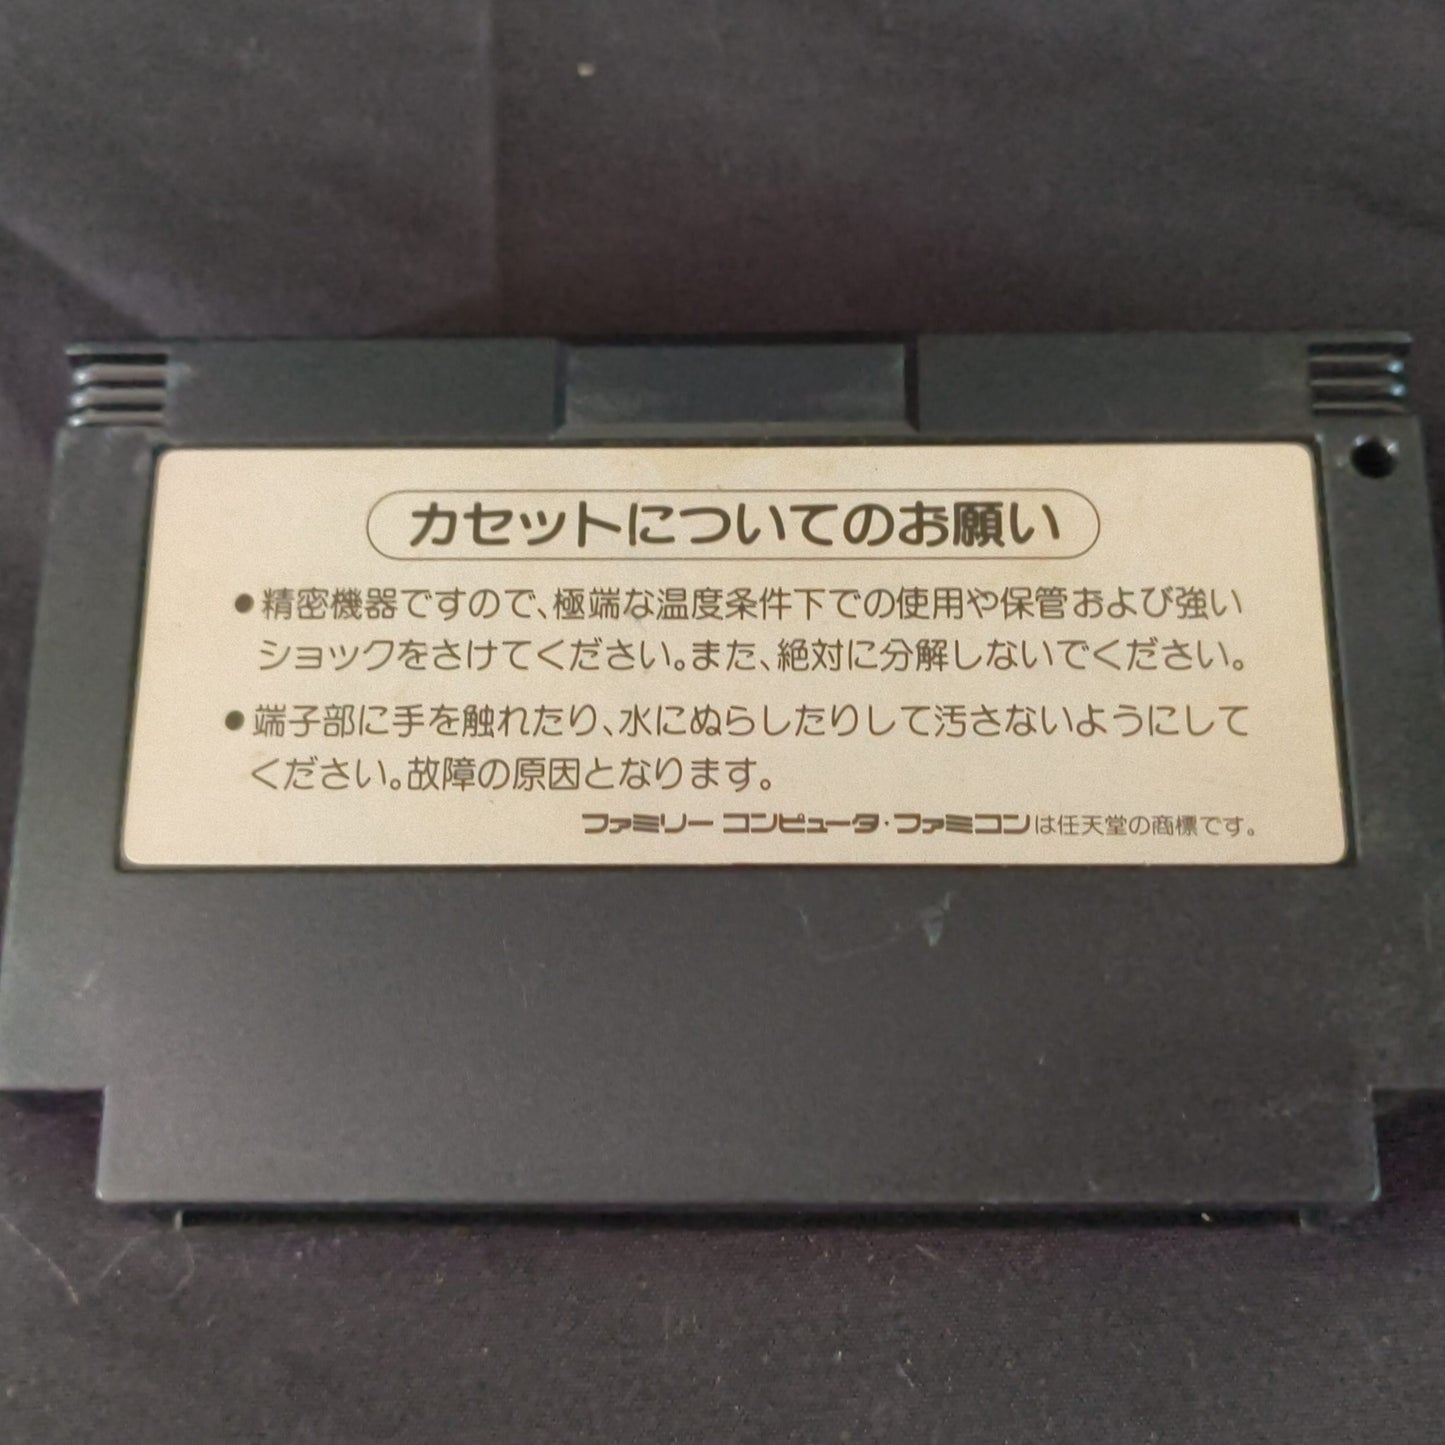 カセットについてのお願い
●精密機器ですので、極端な温度条件下での使用や保管および強い
ショックをさけてください。また、絶対に分解しないでください。
●端子部に手を触れたり、水にぬらしたりして汚さないようにして
ください。故障の原因となります。
ファミリーコンピュータ・ファミコンは任天堂の商標です。